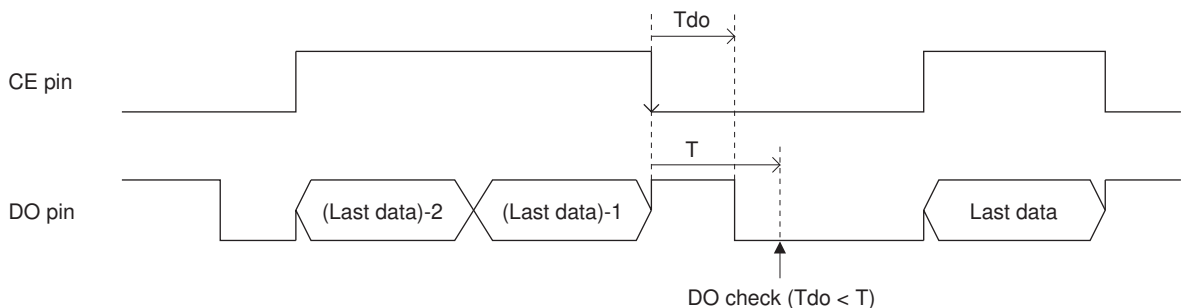 Tdo
CE pin
T
DO pin
(Last data)-2
(Last data)-1
Last data
DO check (Tdo < T)